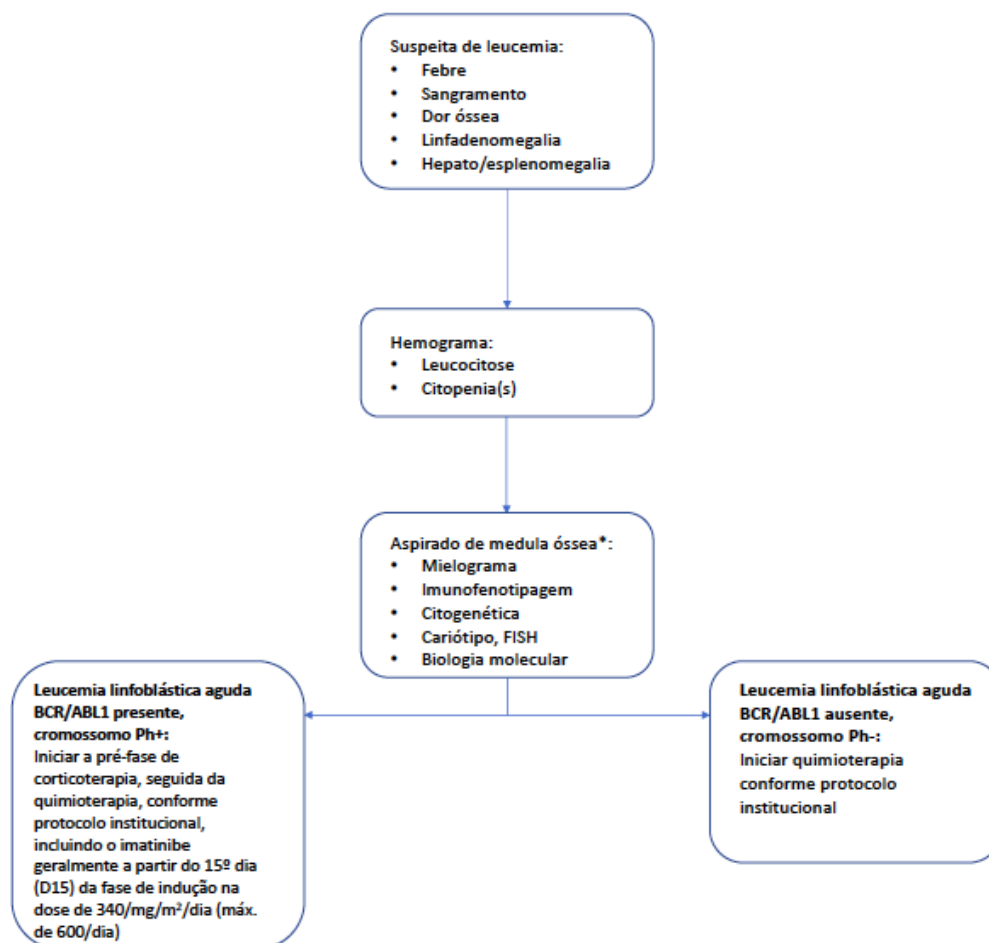 Suspeita de leucemia:
• Febre
• Sangramento
• Dor óssea
• Linfadenomegalia
• Hepato/esplenomegalia
Hemograma:
• Leucocitose
• Citopenia(s)
Aspirado de medula óssea*:
• Mielograma
• Imunofenotipagem
• Citogenética
• Cariótipo, FISH
• Biologia molecular
Leucemia linfoblástica aguda
BCR/ABL1 presente,
cromossomo Ph+:
Iniciar a pré-fase de
corticoterapia, seguida da
quimioterapia, conforme
protocolo institucional,
incluindo o imatinibe
geralmente a partir do 15º dia
(D15) da fase de indução na
dose de 340/mg/m²/dia (máx.
de 600/dia)
Leucemia linfoblástica aguda
BCR/ABL1 ausente,
cromossomo Ph-:
Iniciar quimioterapia
conforme protocolo
institucional